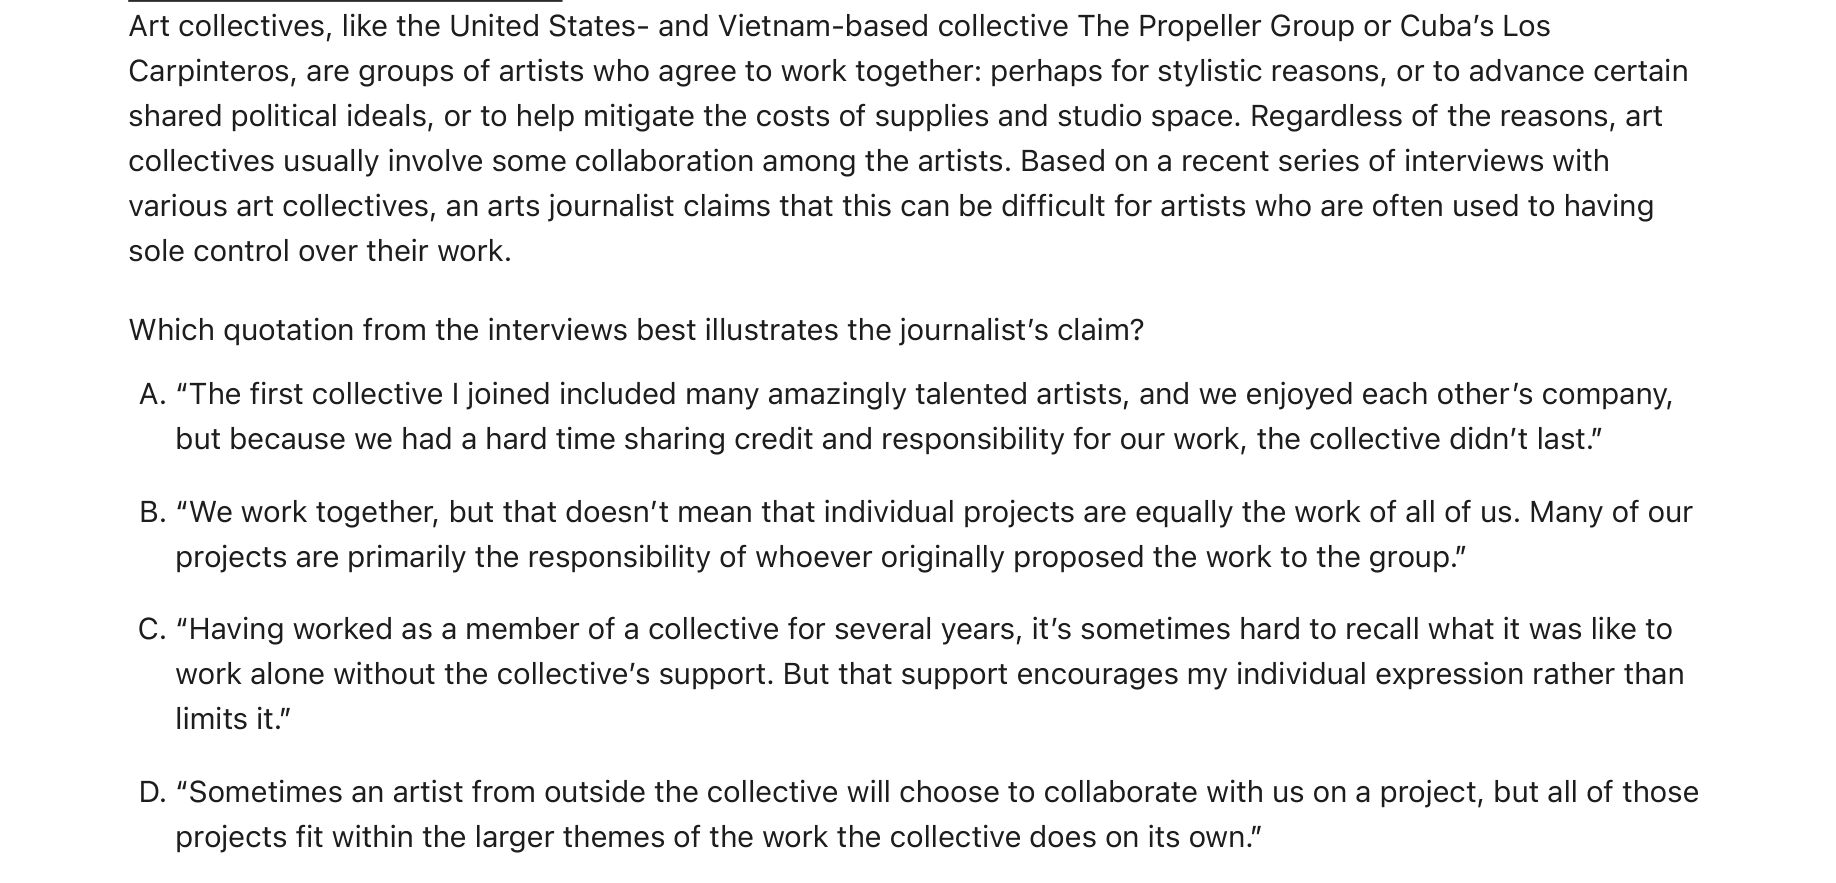 Art collectives, like the United States- and Vietnam-based collective The Propeller Group or Cuba’s Los
Carpinteros, are groups of artists who agree to work together: perhaps for stylistic reasons, or to advance certain
shared political ideals, or to help mitigate the costs of supplies and studio space. Regardless of the reasons, art
collectives usually involve some collaboration among the artists. Based on a recent series of interviews with
various art collectives, an arts journalist claims that this can be difficult for artists who are often used to having
sole control over their work.
Which quotation from the interviews best illustrates the journalist’s claim?
A. “The first collective I joined included many amazingly talented artists, and we enjoyed each other’s company,
but because we had a hard time sharing credit and responsibility for our work, the collective didn’t last.”
B. “We work together, but that doesn’t mean that individual projects are equally the work of all of us. Many of our
projects are primarily the responsibility of whoever originally proposed the work to the group.”
C. “Having worked as a member of a collective for several years, it’s sometimes hard to recall what it was like to
work alone without the collective’s support. But that support encourages my individual expression rather than
limits it.”
D. “Sometimes an artist from outside the collective will choose to collaborate with us on a project, but all of those
projects fit within the larger themes of the work the collective does on its own.”